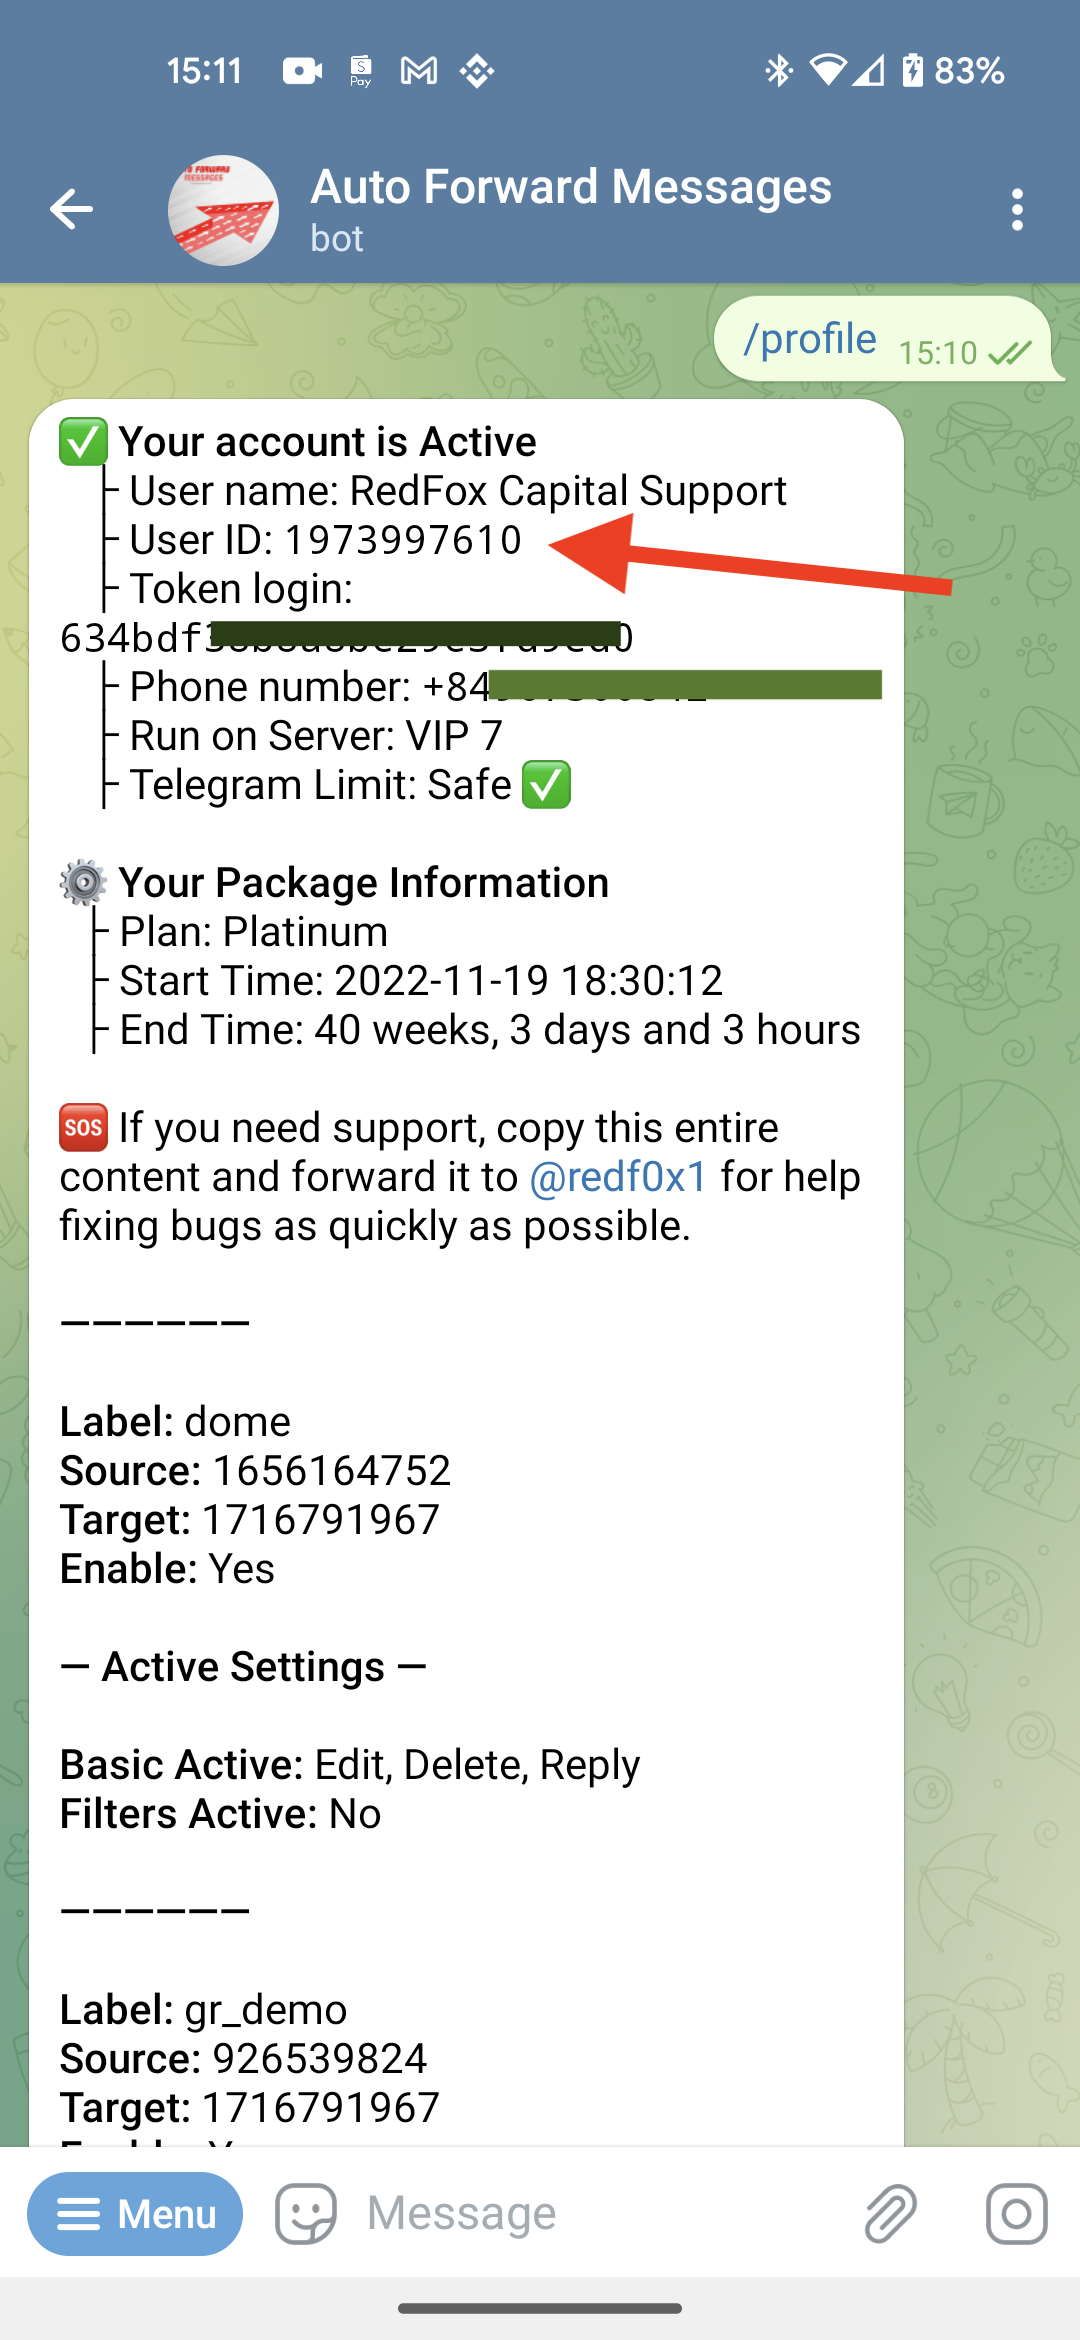 15:11
S
Pay
83%
TO FORWARD
MESSAGES
Auto Forward Messages
bot
/profile 15:10
Your account is Active
├ User name: RedFox Capital Support
├ User ID: 1973997610
├ Token login:
634bdf
├ Phone number: +84
├ Run on Server: VIP 7
├ Telegram Limit: Safe ✅
Your Package Information
├ Plan: Platinum
├ Start Time: 2022-11-19 18:30:12
├ End Time: 40 weeks, 3 days and 3 hours
SOS If you need support, copy this entire
content and forward it to @redf0x1 for help
fixing bugs as quickly as possible.
——————
Label: dome
Source: 1656164752
Target: 1716791967
Enable: Yes
— Active Settings —
Basic Active: Edit, Delete, Reply
Filters Active: No
——————
Label: gr_demo
Source: 926539824
Target: 1716791967
Menu
Message